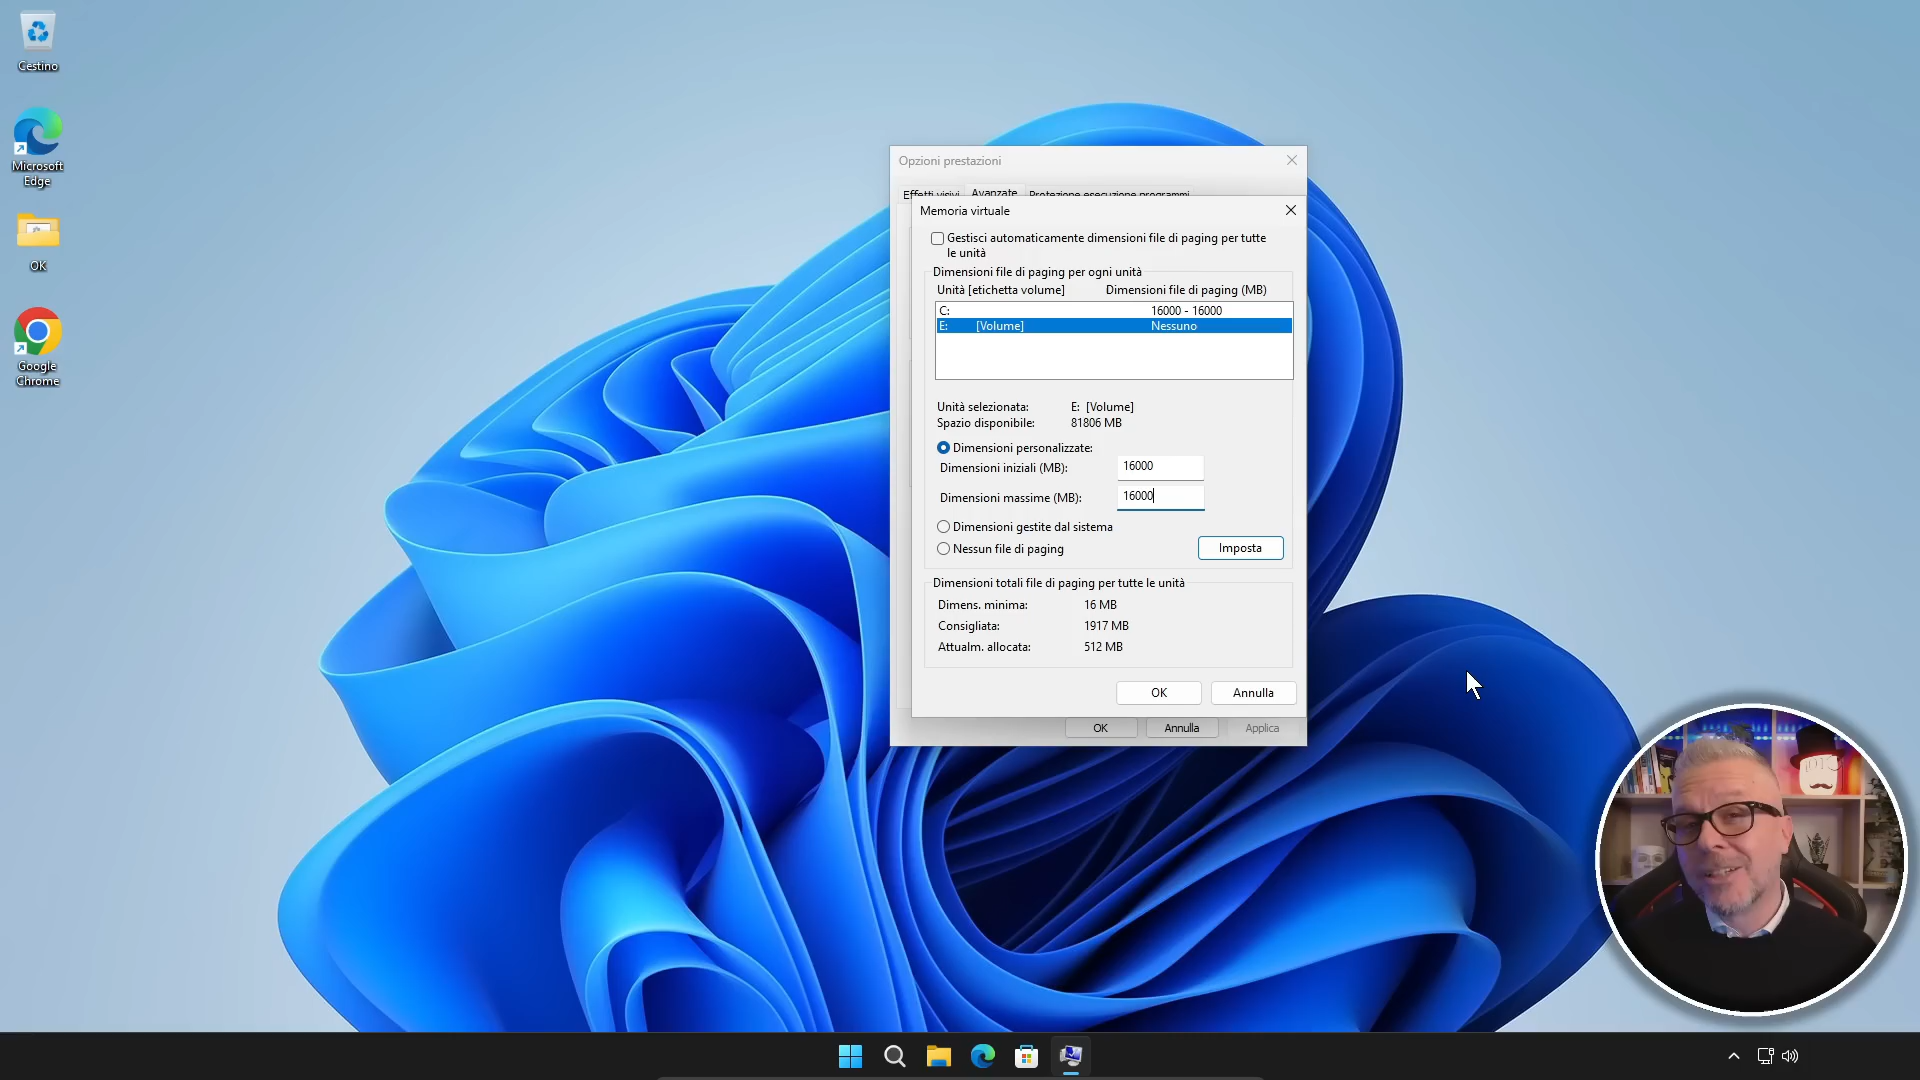 Cestino
Microsoft
Edge
OK
Google
Chrome
Opzioni prestazioni
Effetti visivi Avanzate Protezione esecuzione programmi
Memoria virtuale
Gestisci automaticamente dimensioni file di paging per tutte
le unità
Dimensioni file di paging per ogni unità
Unità [etichetta volume] Dimensioni file di paging (MB)
C: 16000 - 16000
E: [Volume] Nessuno
Unità selezionata: E: [Volume]
Spazio disponibile: 81806 MB
Dimensioni personalizzate:
Dimensioni iniziali (MB): 16000
Dimensioni massime (MB): 16000
Dimensioni gestite dal sistema
Nessun file di paging
Imposta
Dimensioni totali file di paging per tutte le unità
Dimens. minima: 16 MB
Consigliata: 1917 MB
Attualm. allocata: 512 MB
OK Annulla
OK Annulla Applica